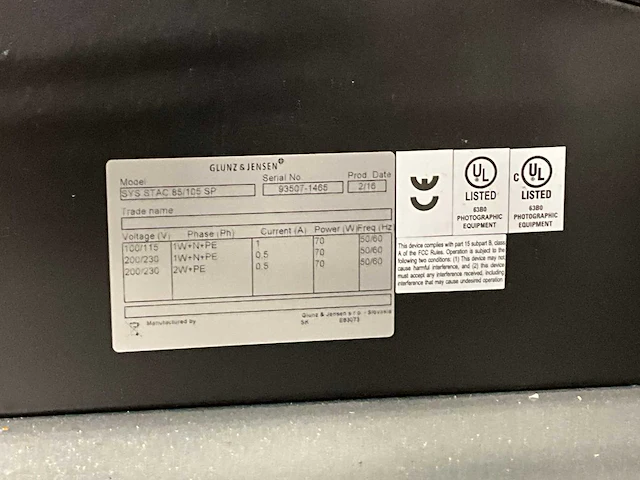 GLUNZ & JENSEN
Model Serial No. Prod. Date
SYS STAC 85/105 SP 93507-1465 2/16
Trade name
Voltage (V) Phase (Ph) Current (A) Power (W) Freq (Hz)
100/115 1W+N+PE 1 70 50/60
200/230 1W+N+PE 0,5 70 50/60
200/230 2W+PE 0,5 70 50/60
Manufactured by Glunz & Jensen s.r.o. - Slovakia
SK 093073
CE
UL
LISTED
63B0
PHOTOGRAPHIC
EQUIPMENT
C UL
LISTED
63B0
PHOTOGRAPHIC
EQUIPMENT
This device complies with part 15 subpart B, class
A of the FCC Rules. Operation is subject to the
following two conditions: (1) This device may not
cause harmful interference, and (2) this device
must accept any interference received, including
interference that may cause undesired operation.